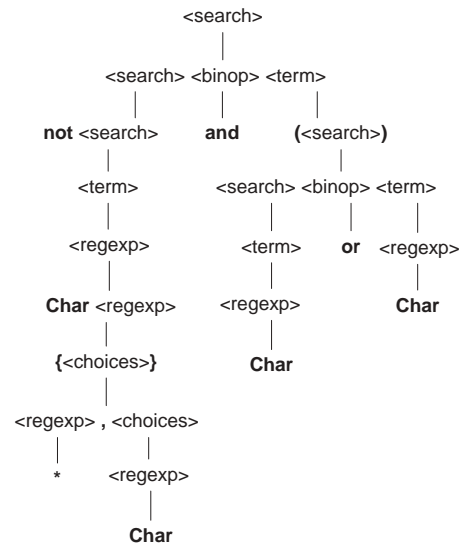 <search>
<search> <binop> <term>
not <search> and (<search>)
<term> <search> <binop> <term>
<regexp> <term> or <regexp>
Char <regexp> <regexp> Char
{<choices>} Char
<regexp> , <choices>
* <regexp>
Char